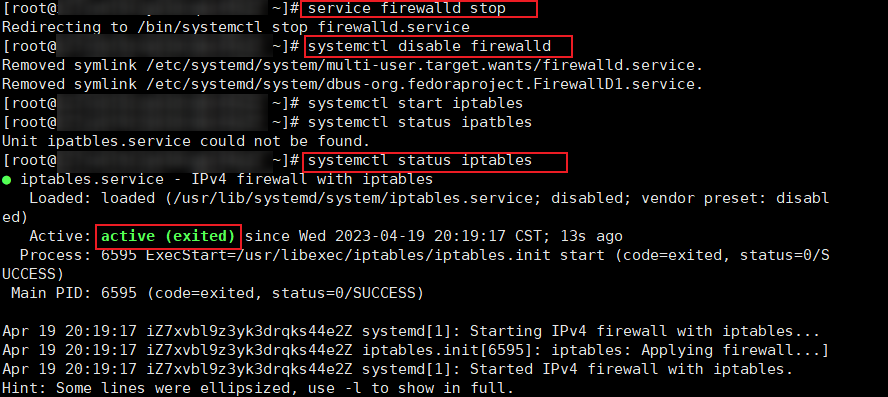 [root@ ~]# service firewalld stop
Redirecting to /bin/systemctl stop firewalld.service
[root@ ~]# systemctl disable firewalld
Removed symlink /etc/systemd/system/multi-user.target.wants/firewalld.service.
Removed symlink /etc/systemd/system/dbus-org.fedoraproject.FirewallD1.service.
[root@ ~]# systemctl start iptables
[root@ ~]# systemctl status ipatbles
Unit ipatbles.service could not be found.
[root@ ~]# systemctl status iptables
● iptables.service - IPv4 firewall with iptables
Loaded: loaded (/usr/lib/systemd/system/iptables.service; disabled; vendor preset: disabl
ed)
Active: active (exited) since Wed 2023-04-19 20:19:17 CST; 13s ago
Process: 6595 ExecStart=/usr/libexec/iptables/iptables.init start (code=exited, status=0/S
UCCESS)
Main PID: 6595 (code=exited, status=0/SUCCESS)
Apr 19 20:19:17 iZ7xvbl9z3yk3drqks44e2Z systemd[1]: Starting IPv4 firewall with iptables...
Apr 19 20:19:17 iZ7xvbl9z3yk3drqks44e2Z iptables.init[6595]: iptables: Applying firewall...]
Apr 19 20:19:17 iZ7xvbl9z3yk3drqks44e2Z systemd[1]: Started IPv4 firewall with iptables.
Hint: Some lines were ellipsized, use -l to show in full.